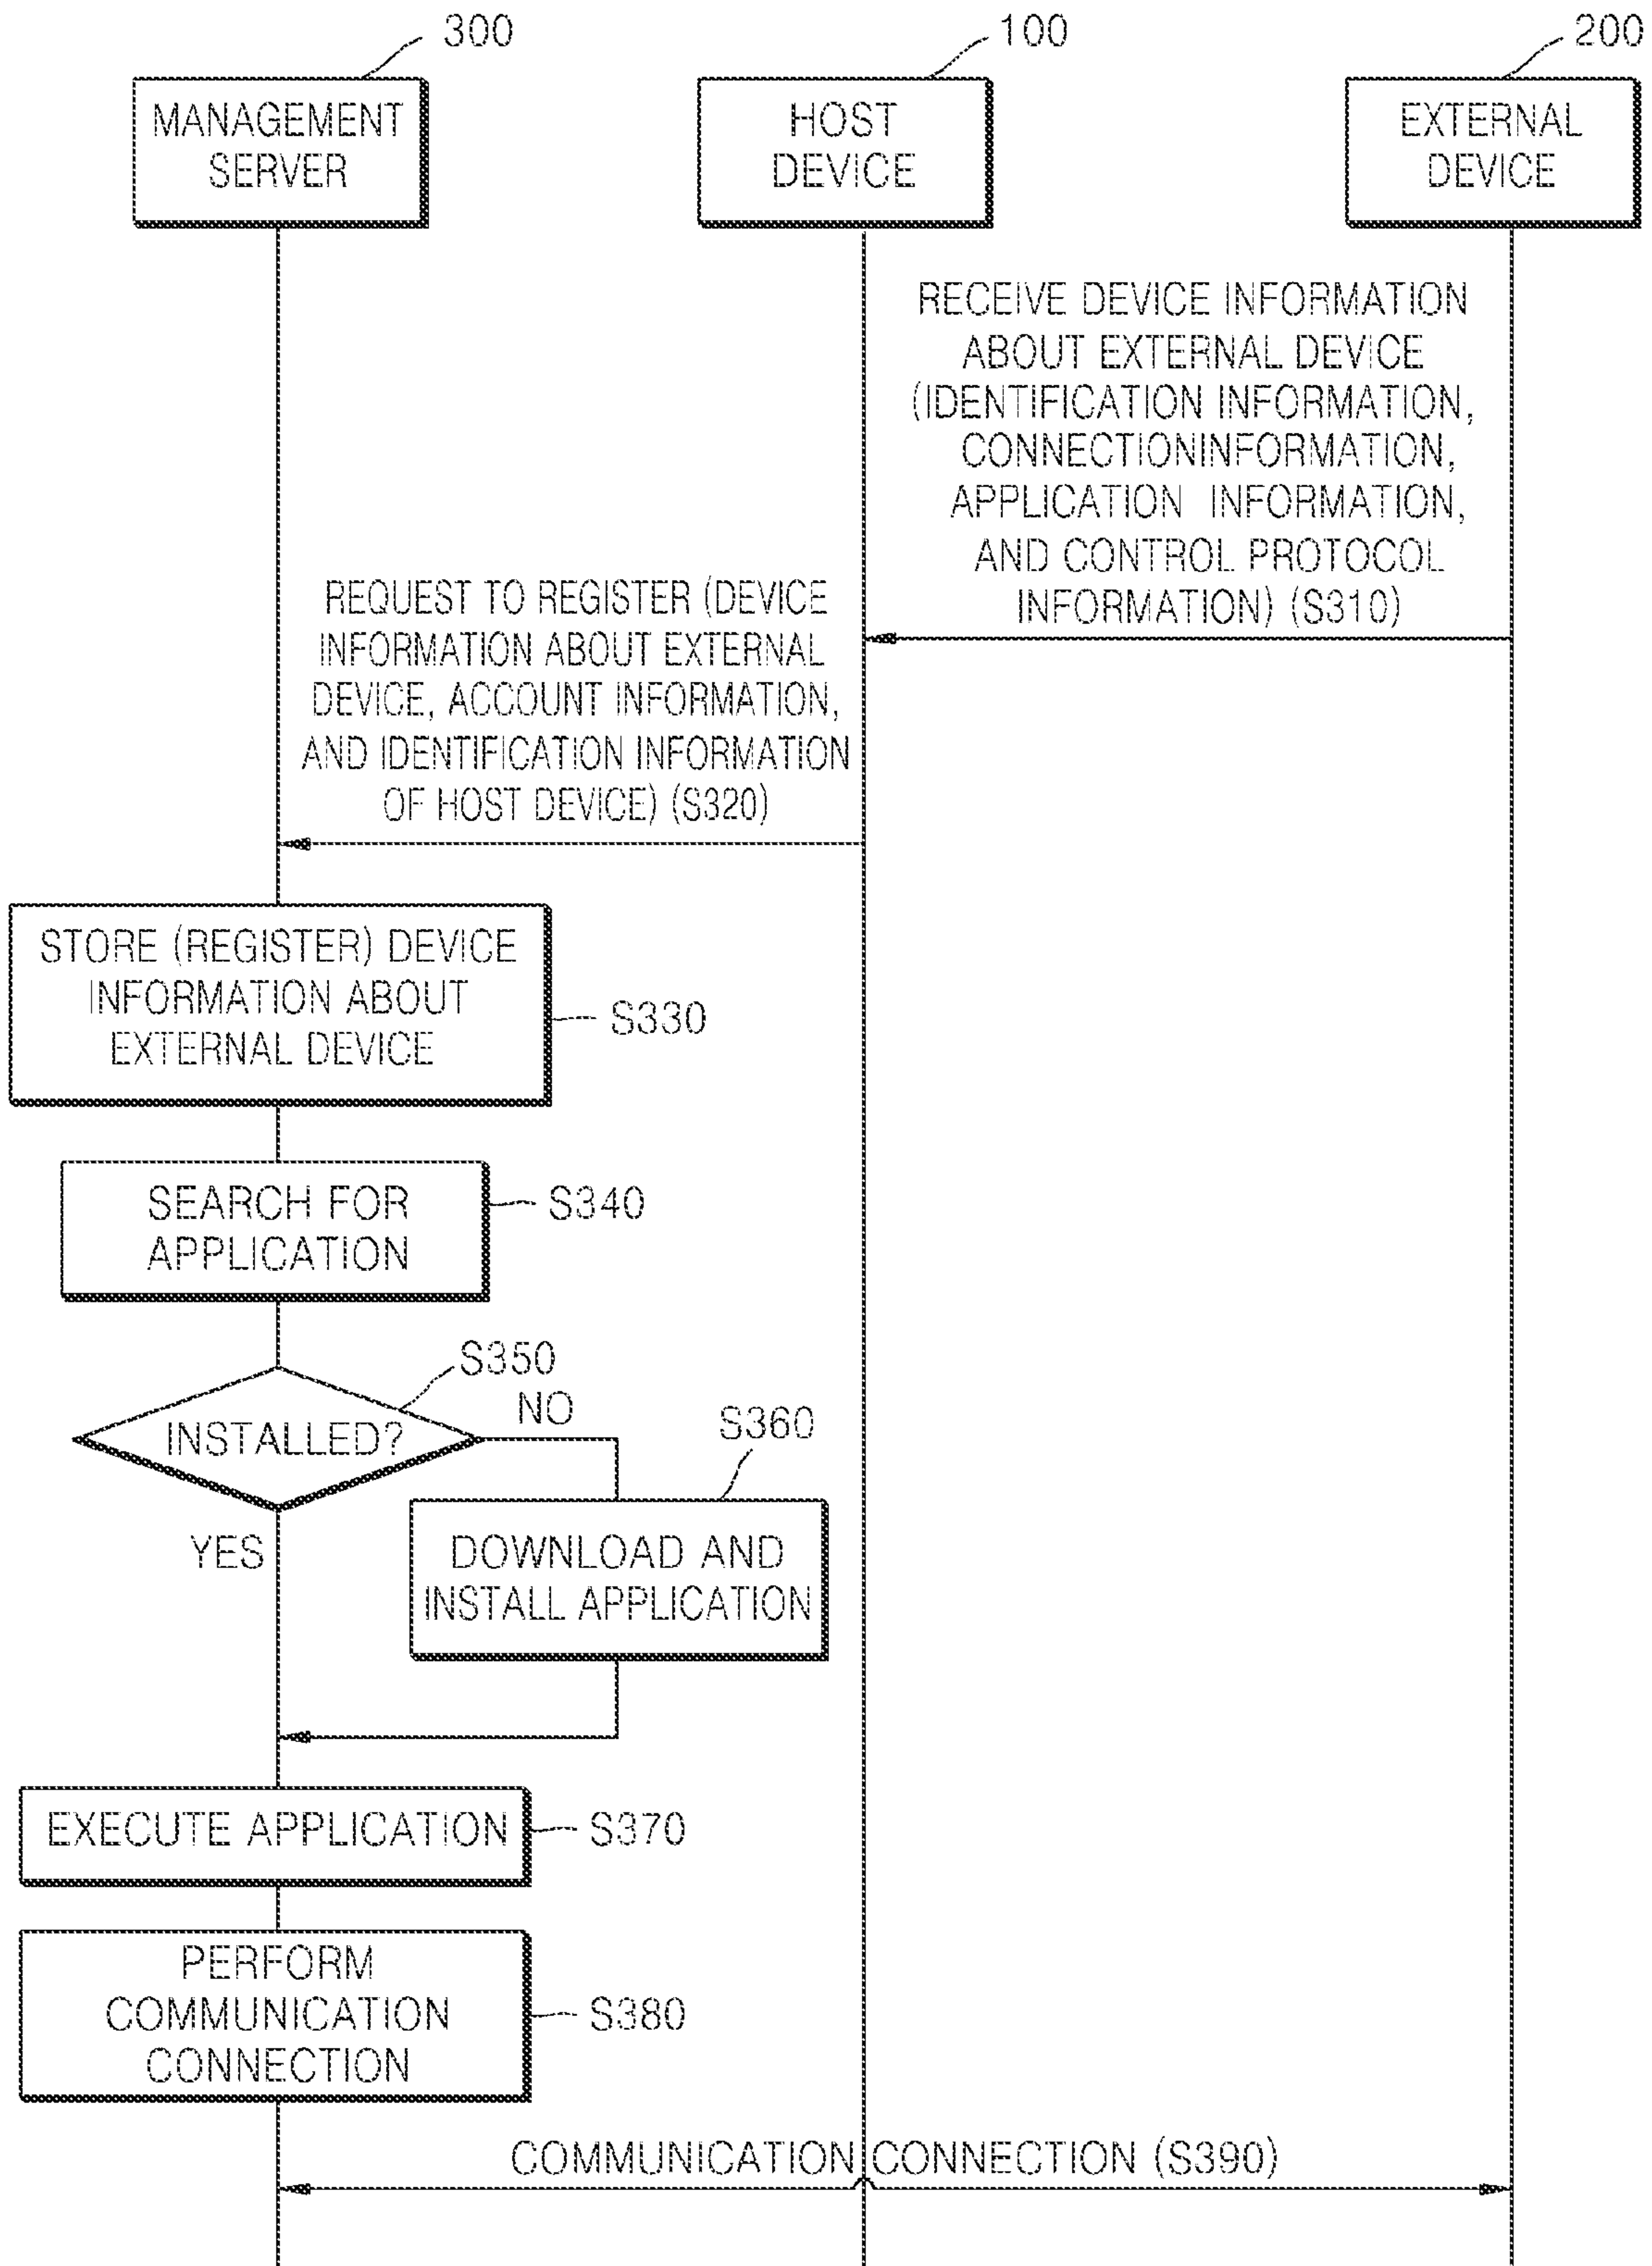 300
100
200
MANAGEMENT
SERVER
HOST
DEVICE
EXTERNAL
DEVICE
RECEIVE DEVICE INFORMATION
ABOUT EXTERNAL DEVICE
(IDENTIFICATION INFORMATION,
CONNECTIONINFORMATION,
APPLICATION INFORMATION,
AND CONTROL PROTOCOL
INFORMATION) (S310)
REQUEST TO REGISTER (DEVICE
INFORMATION ABOUT EXTERNAL
DEVICE, ACCOUNT INFORMATION,
AND IDENTIFICATION INFORMATION
OF HOST DEVICE) (S320)
STORE (REGISTER) DEVICE
INFORMATION ABOUT
EXTERNAL DEVICE
S330
SEARCH FOR
APPLICATION
S340
S350
INSTALLED?
NO
YES
S360
DOWNLOAD AND
INSTALL APPLICATION
EXECUTE APPLICATION
S370
PERFORM
COMMUNICATION
CONNECTION
S380
COMMUNICATION CONNECTION (S390)